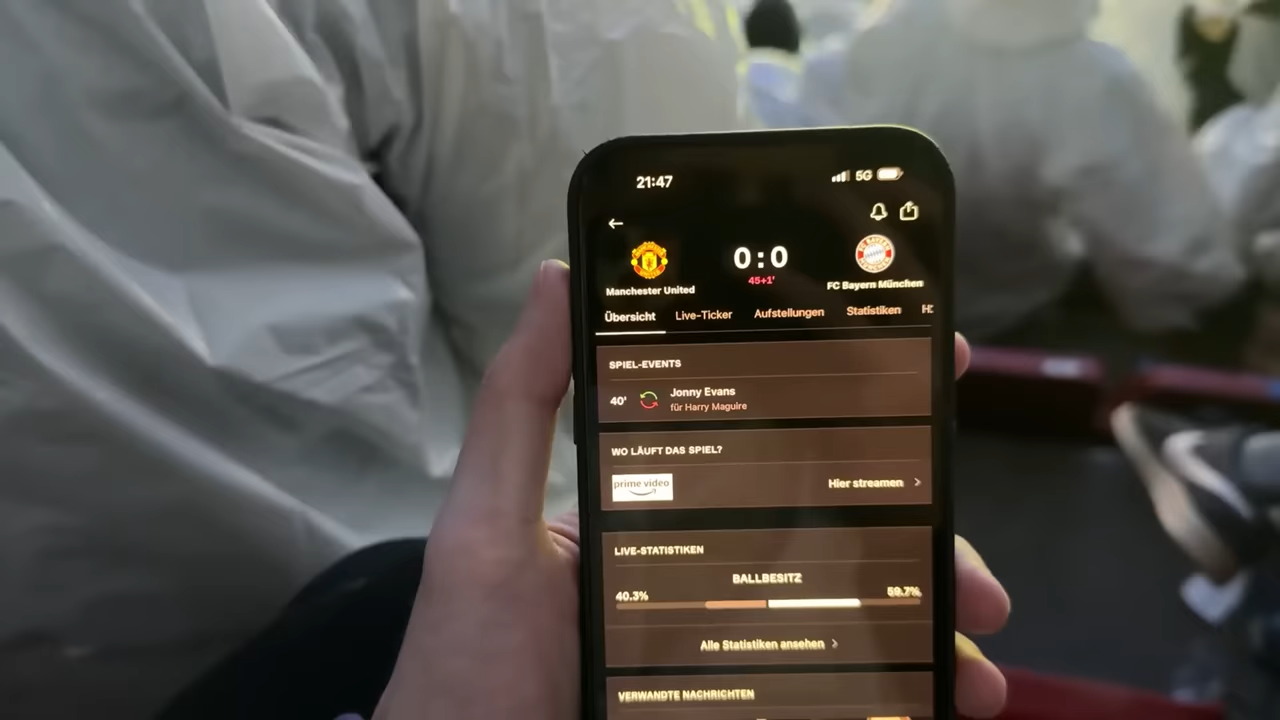 21:47
5G
0:0
45+1'
Manchester United
FC Bayern München
Übersicht Live-Ticker Aufstellungen Statistiken
SPIEL-EVENTS
40' Jonny Evans
für Harry Maguire
WO LÄUFT DAS SPIEL?
prime video
Hier streamen
LIVE-STATISTIKEN
BALLBESITZ
40.3% 59.7%
Alle Statistiken ansehen
VERWANDTE NACHRICHTEN